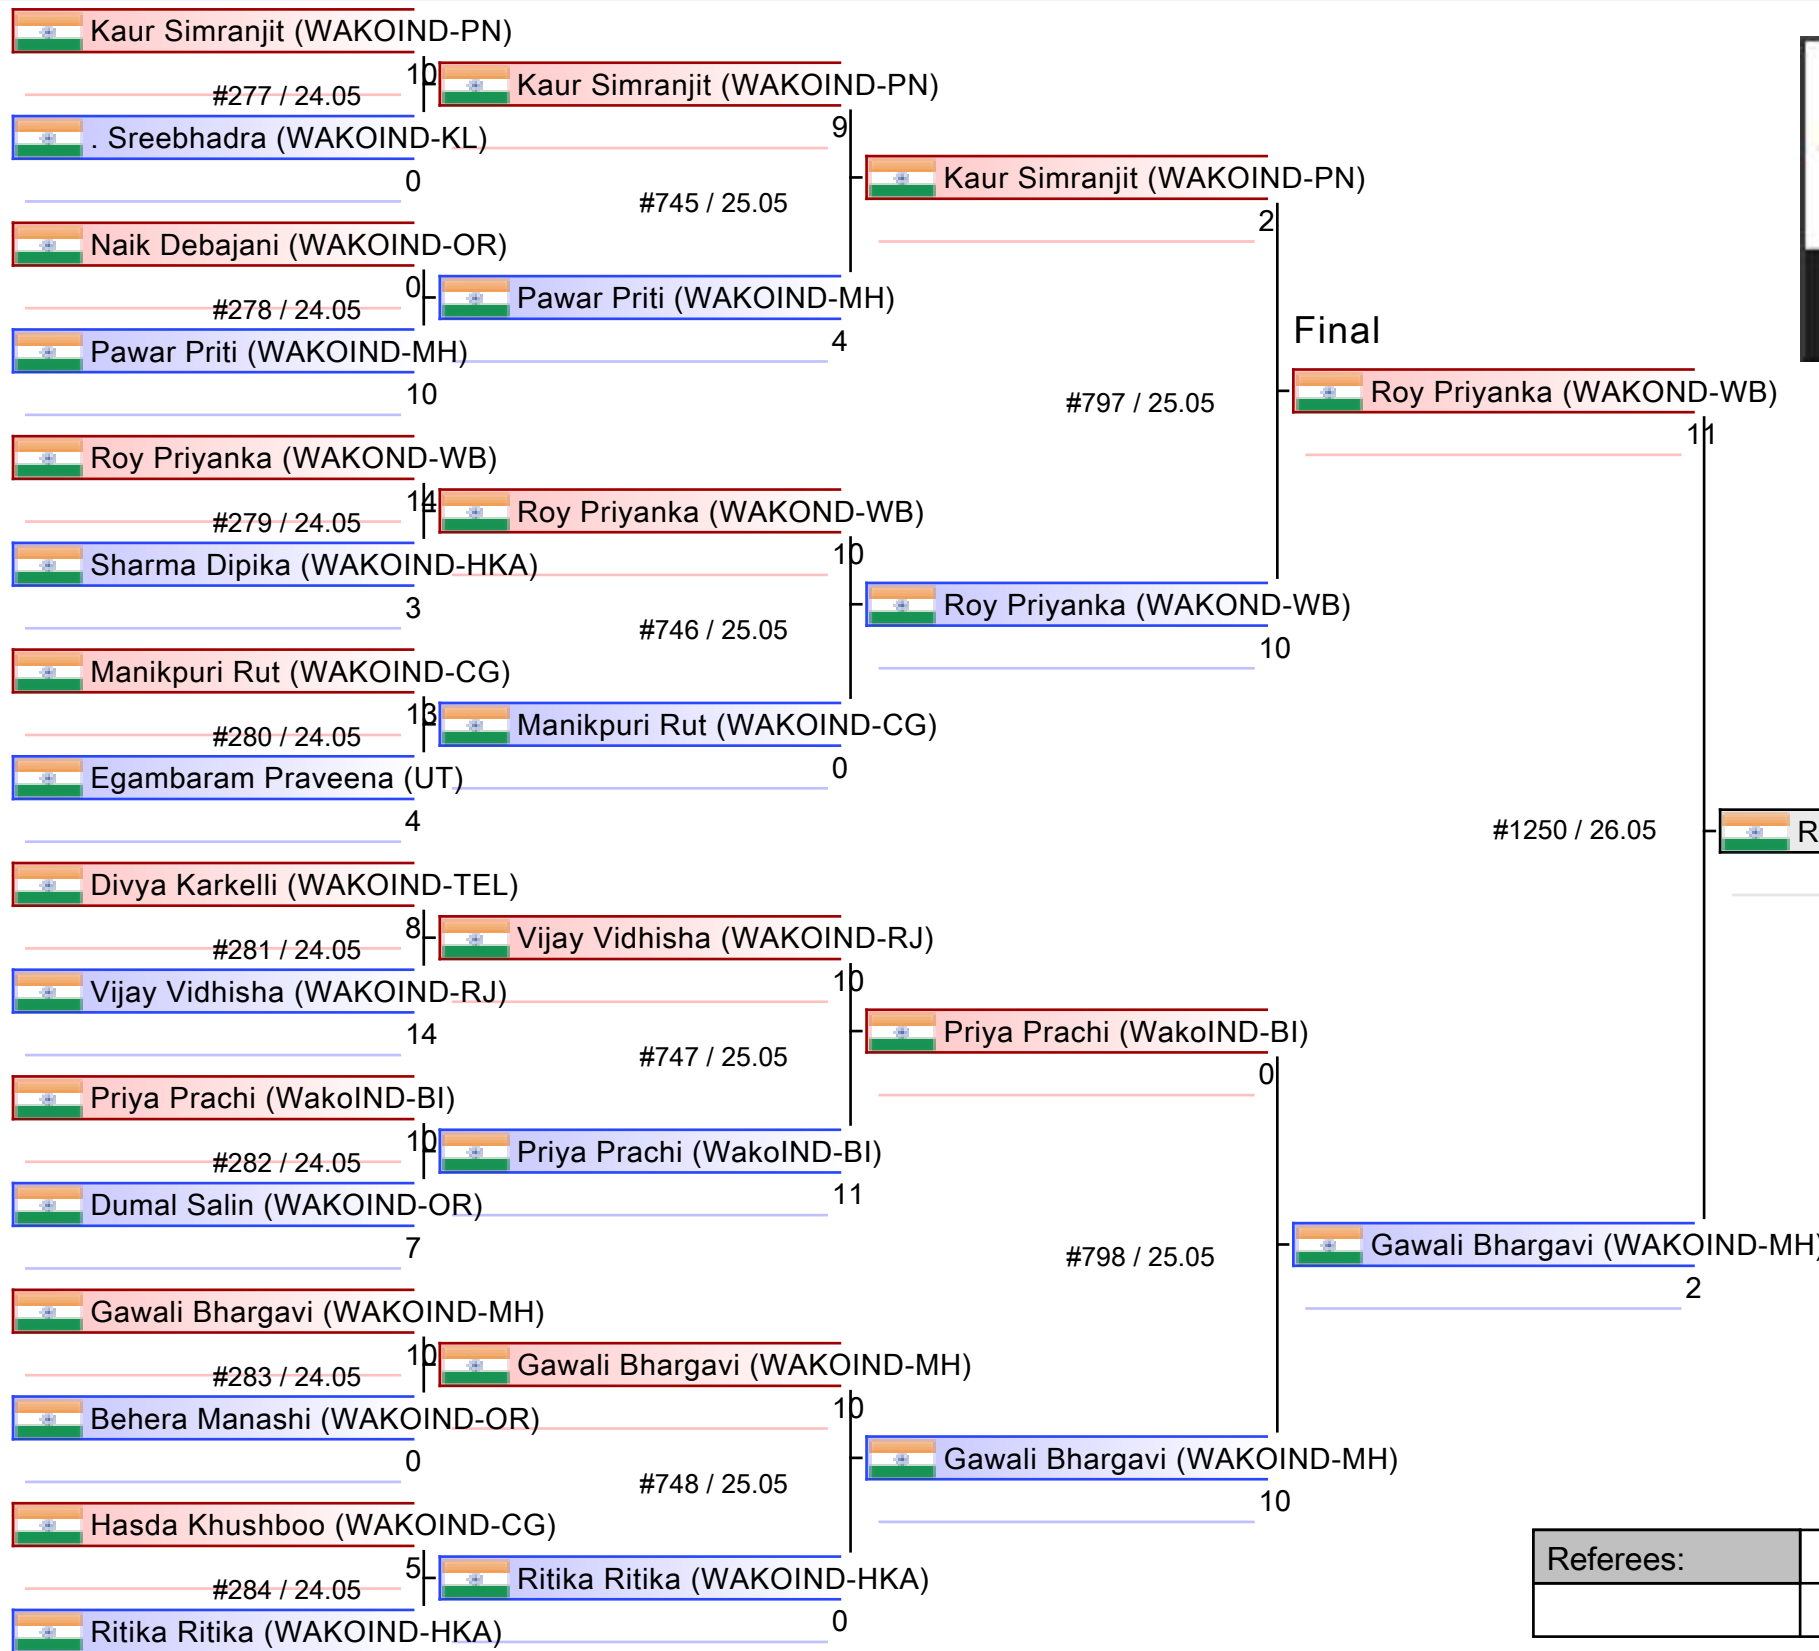 Kaur Simranjit (WAKOIND-PN)
10
#277 / 24.05
. Sreebhadra (WAKOIND-KL)
0
Naik Debajani (WAKOIND-OR)
0
#278 / 24.05
Pawar Priti (WAKOIND-MH)
10
Roy Priyanka (WAKOND-WB)
14
#279 / 24.05
Sharma Dipika (WAKOIND-HKA)
3
Manikpuri Rut (WAKOIND-CG)
13
#280 / 24.05
Egambaram Praveena (UT)
4
Divya Karkelli (WAKOIND-TEL)
8
#281 / 24.05
Vijay Vidhisha (WAKOIND-RJ)
14
Priya Prachi (WakoIND-BI)
10
#282 / 24.05
Dumal Salin (WAKOIND-OR)
7
Gawali Bhargavi (WAKOIND-MH)
10
#283 / 24.05
Behera Manashi (WAKOIND-OR)
0
Hasda Khushboo (WAKOIND-CG)
5
#284 / 24.05
Ritika Ritika (WAKOIND-HKA)
Kaur Simranjit (WAKOIND-PN)
9
#745 / 25.05
Pawar Priti (WAKOIND-MH)
4
Roy Priyanka (WAKOND-WB)
10
#746 / 25.05
Manikpuri Rut (WAKOIND-CG)
0
Vijay Vidhisha (WAKOIND-RJ)
10
#747 / 25.05
Priya Prachi (WakoIND-BI)
11
Gawali Bhargavi (WAKOIND-MH)
10
#748 / 25.05
Ritika Ritika (WAKOIND-HKA)
0
Kaur Simranjit (WAKOIND-PN)
2
#797 / 25.05
Roy Priyanka (WAKOND-WB)
10
Priya Prachi (WakoIND-BI)
0
#798 / 25.05
Gawali Bhargavi (WAKOIND-MH)
10
Final
Roy Priyanka (WAKOND-WB)
11
#1250 / 26.05
Gawali Bhargavi (WAKOIND-MH)
2
R
Referees: